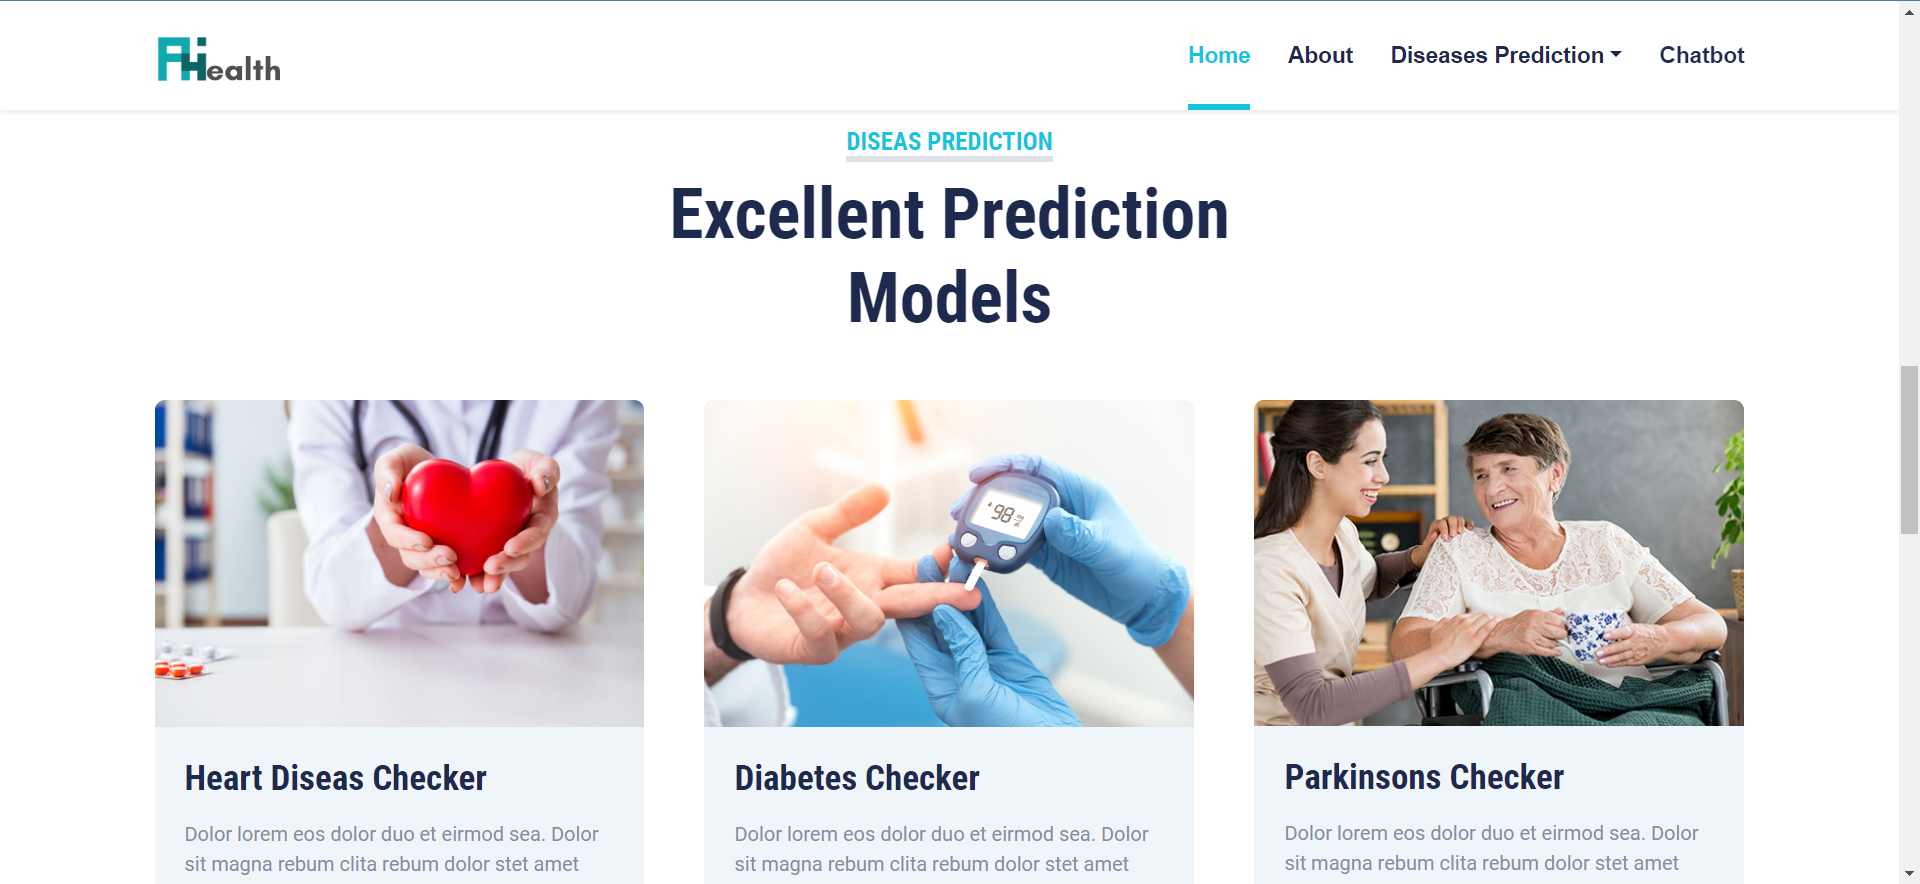 AiHealth
Home About Diseases Prediction Chatbot
DISEAS PREDICTION
Excellent Prediction
Models
98 mg/dL
Heart Diseas Checker
Dolor lorem eos dolor duo et eirmod sea. Dolor
sit magna rebum clita rebum dolor stet amet
Diabetes Checker
Dolor lorem eos dolor duo et eirmod sea. Dolor
sit magna rebum clita rebum dolor stet amet
Parkinsons Checker
Dolor lorem eos dolor duo et eirmod sea. Dolor
sit magna rebum clita rebum dolor stet amet